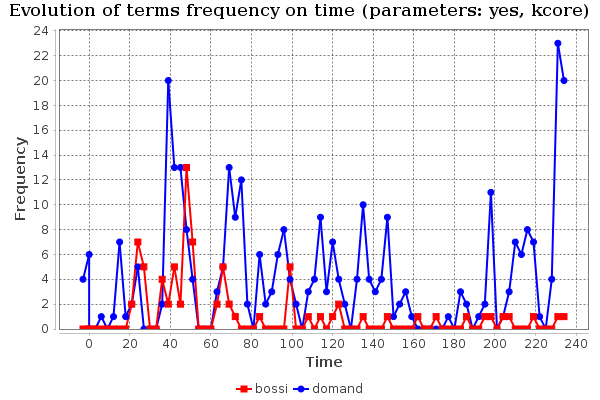 Evolution of terms frequency on time (parameters: yes, kcore)
24
22
20
18
16
14
12
10
8
6
4
2
0
Frequency
0 20 40 60 80 100 120 140 160 180 200 220 240
Time
bossi domand